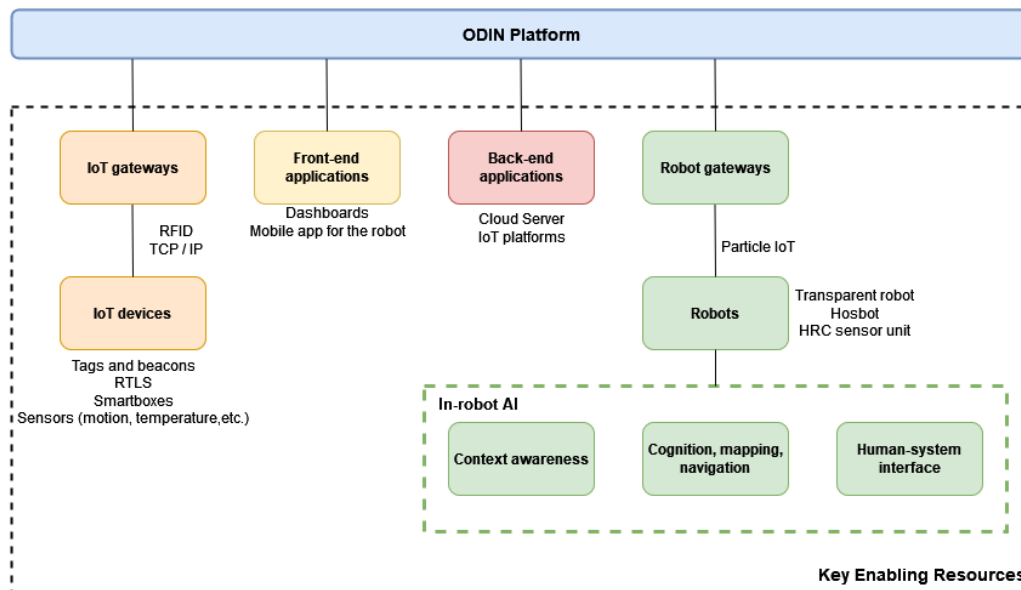 ODIN Platform
IoT gateways
Front-end
applications
Back-end
applications
Robot gateways
RFID
TCP / IP
Dashboards
Mobile app for the robot
Cloud Server
IoT platforms
Particle IoT
IoT devices
Robots
Transparent robot
Hosbot
HRC sensor unit
Tags and beacons
RTLS
Smartboxes
Sensors (motion, temperature,etc.)
In-robot AI
Context awareness
Cognition, mapping,
navigation
Human-system
interface
Key Enabling Resources